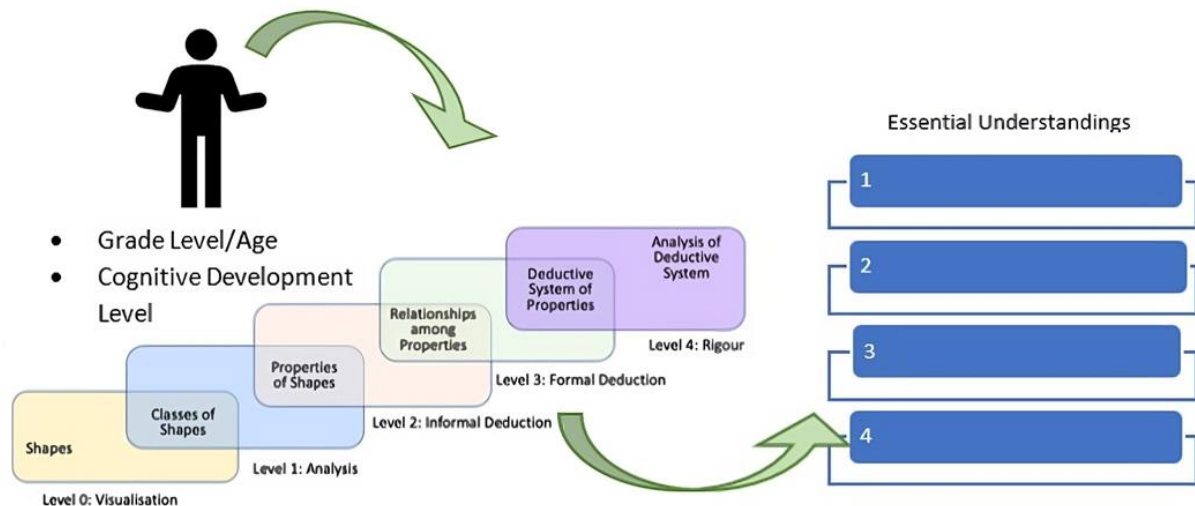 • Grade Level/Age
• Cognitive Development
Level
Shapes
Level 0: Visualisation
Classes of
Shapes
Level 1: Analysis
Properties
of Shapes
Level 2: Informal Deduction
Relationships
among
Properties
Level 3: Formal Deduction
Deductive
System of
Properties
Analysis of
Deductive
System
Level 4: Rigour
Essential Understandings
1
2
3
4